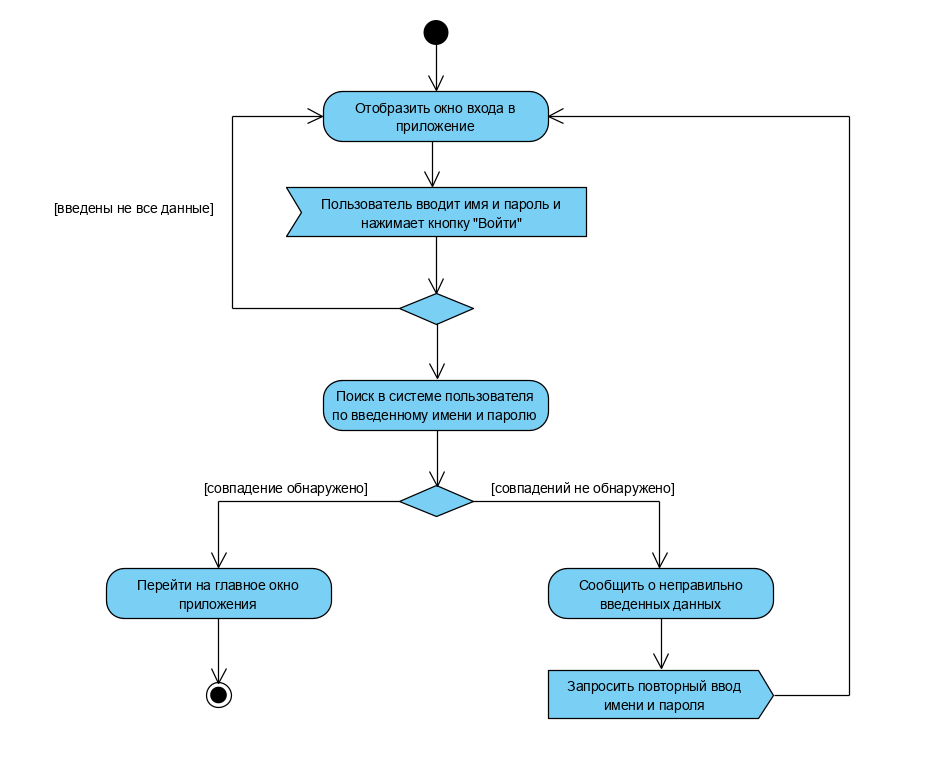 Отобразить окно входа в
приложение
[введены не все данные]
Пользователь вводит имя и пароль и
нажимает кнопку "Войти"
Поиск в системе пользователя
по введенному имени и паролю
[совпадение обнаружено]
[совпадений не обнаружено]
Перейти на главное окно
приложения
Сообщить о неправильно
введенных данных
Запросить повторный ввод
имени и пароля